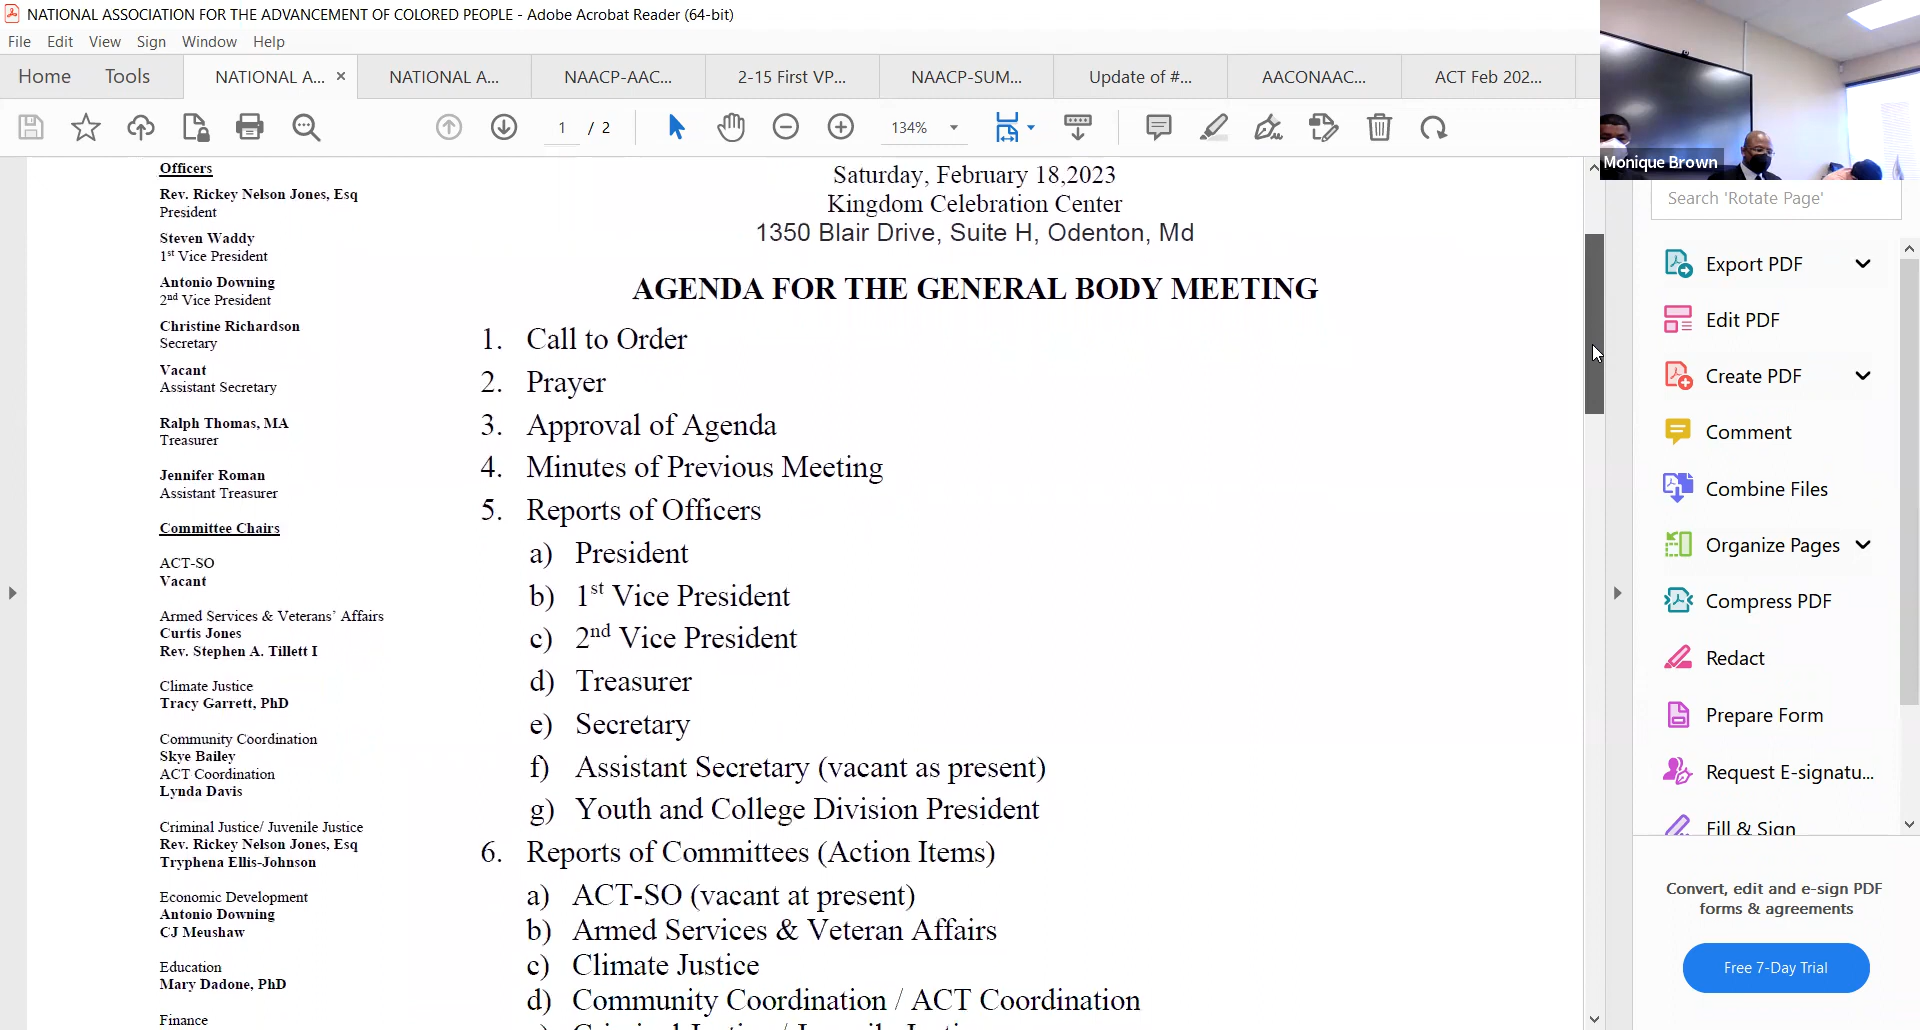 NATIONAL ASSOCIATION FOR THE ADVANCEMENT OF COLORED PEOPLE - Adobe Acrobat Reader (64-bit)
File Edit View Sign Window Help
Home Tools NATIONAL A... × NATIONAL A... NAACP-AAC... 2-15 First VP... NAACP-SUM... Update of #... AACONAAC... ACT Feb 202...
1 / 2 134%
Monique Brown
Officers
Rev. Rickey Nelson Jones, Esq
President
Steven Waddy
1st Vice President
Antonio Downing
2nd Vice President
Christine Richardson
Secretary
Vacant
Assistant Secretary
Ralph Thomas, MA
Treasurer
Jennifer Roman
Assistant Treasurer
Committee Chairs
ACT-SO
Vacant
Armed Services & Veterans' Affairs
Curtis Jones
Rev. Stephen A. Tillett I
Climate Justice
Tracy Garrett, PhD
Community Coordination
Skye Bailey
ACT Coordination
Lynda Davis
Criminal Justice/ Juvenile Justice
Rev. Rickey Nelson Jones, Esq
Tryphena Ellis-Johnson
Economic Development
Antonio Downing
CJ Meushaw
Education
Mary Dadone, PhD
Finance
Saturday, February 18,2023
Kingdom Celebration Center
1350 Blair Drive, Suite H, Odenton, Md
AGENDA FOR THE GENERAL BODY MEETING
1. Call to Order
2. Prayer
3. Approval of Agenda
4. Minutes of Previous Meeting
5. Reports of Officers
a) President
b) 1st Vice President
c) 2nd Vice President
d) Treasurer
e) Secretary
f) Assistant Secretary (vacant as present)
g) Youth and College Division President
6. Reports of Committees (Action Items)
a) ACT-SO (vacant at present)
b) Armed Services & Veteran Affairs
c) Climate Justice
d) Community Coordination / ACT Coordination
Search 'Rotate Page'
Export PDF
Edit PDF
Create PDF
Comment
Combine Files
Organize Pages
Compress PDF
Redact
Prepare Form
Request E-signatu...
Fill & Sign
Convert, edit and e-sign PDF
forms & agreements
Free 7-Day Trial